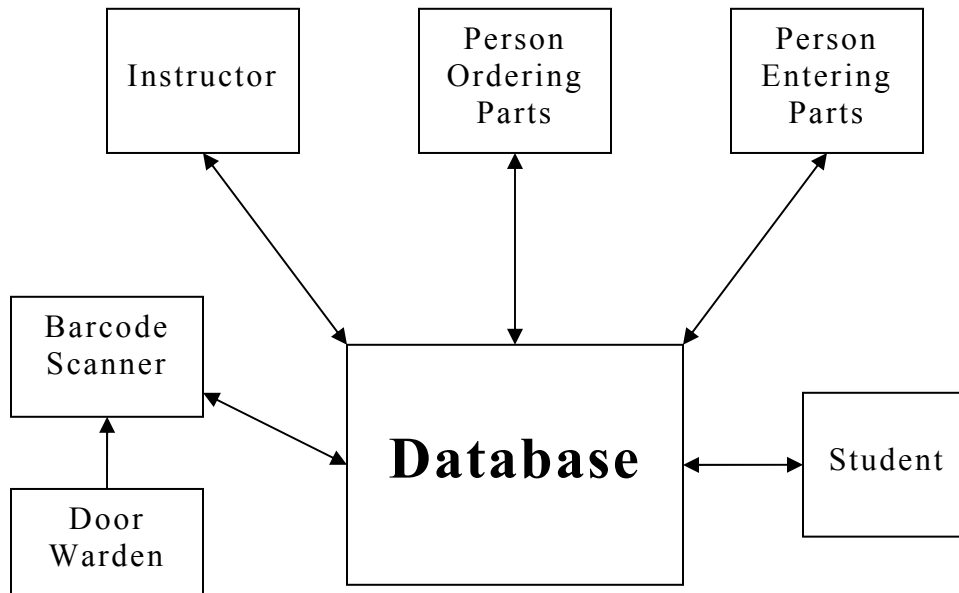 Instructor
Person
Ordering
Parts
Person
Entering
Parts
Barcode
Scanner
Database
Student
Door
Warden